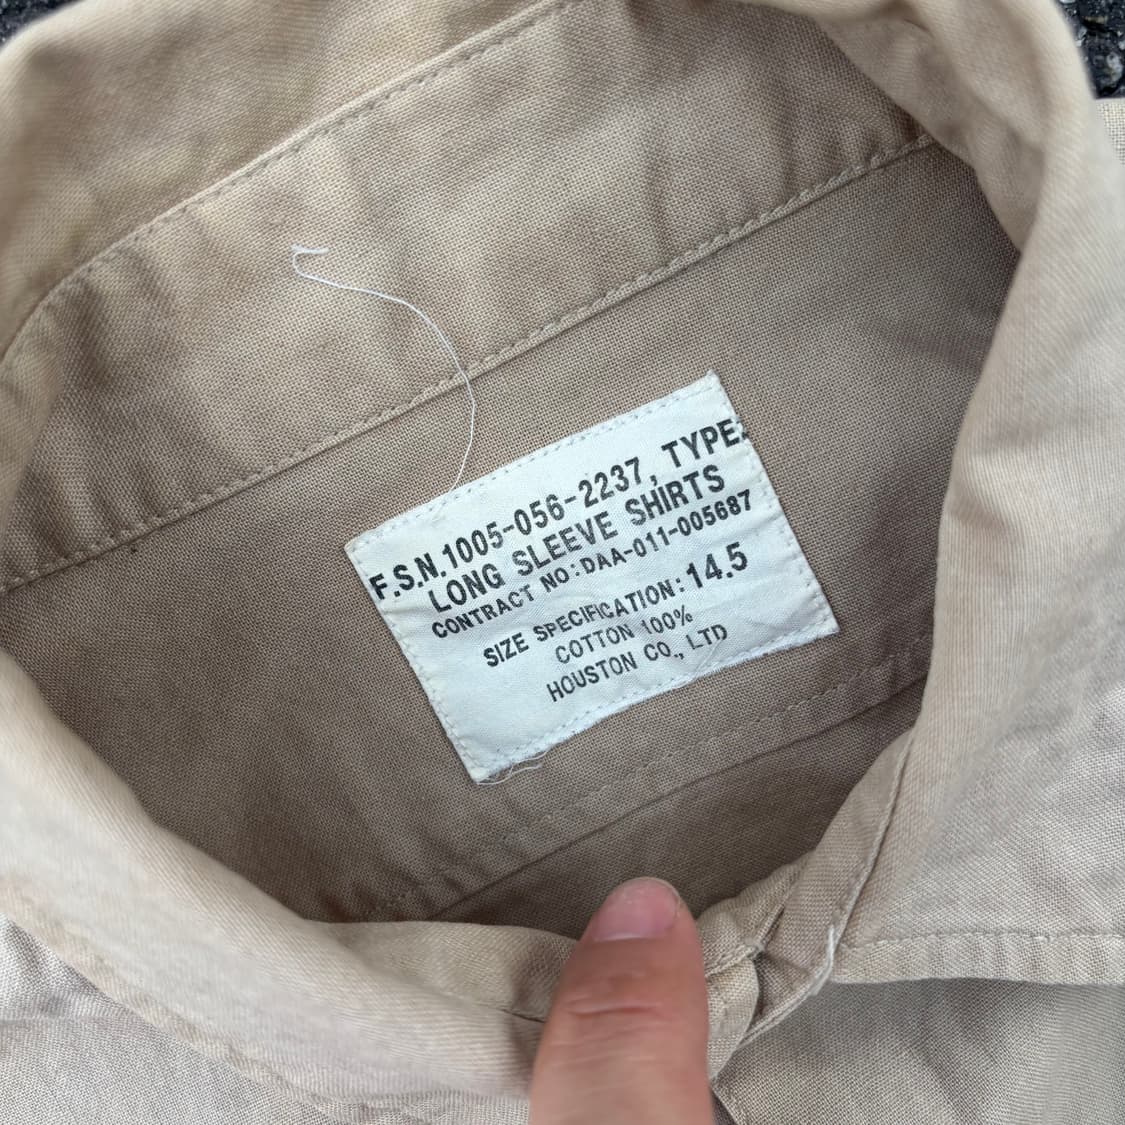 F.S.N.1005-056-2237, TYPE:
LONG SLEEVE SHIRTS
CONTRACT NO:DAA-011-005687
SIZE SPECIFICATION:14.5
COTTON 100%
HOUSTON CO., LTD